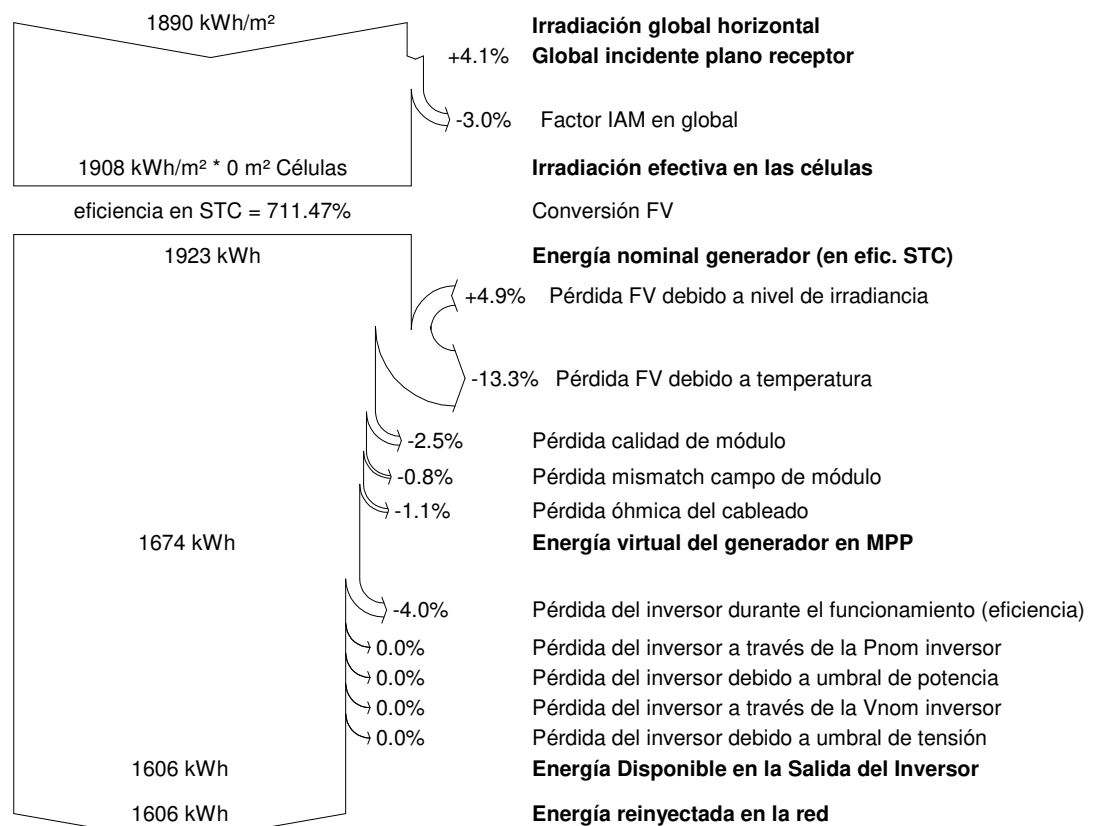 1890 kWh/m² Irradiación global horizontal
+4.1% Global incidente plano receptor
-3.0% Factor IAM en global
1908 kWh/m² * 0 m² Células Irradiación efectiva en las células
eficiencia en STC = 711.47% Conversión FV
1923 kWh Energía nominal generador (en efic. STC)
+4.9% Pérdida FV debido a nivel de irradiancia
-13.3% Pérdida FV debido a temperatura
-2.5% Pérdida calidad de módulo
-0.8% Pérdida mismatch campo de módulo
-1.1% Pérdida óhmica del cableado
1674 kWh Energía virtual del generador en MPP
-4.0% Pérdida del inversor durante el funcionamiento (eficiencia)
0.0% Pérdida del inversor a través de la Pnom inversor
0.0% Pérdida del inversor debido a umbral de potencia
0.0% Pérdida del inversor a través de la Vnom inversor
0.0% Pérdida del inversor debido a umbral de tensión
1606 kWh Energía Disponible en la Salida del Inversor
1606 kWh Energía reinyectada en la red